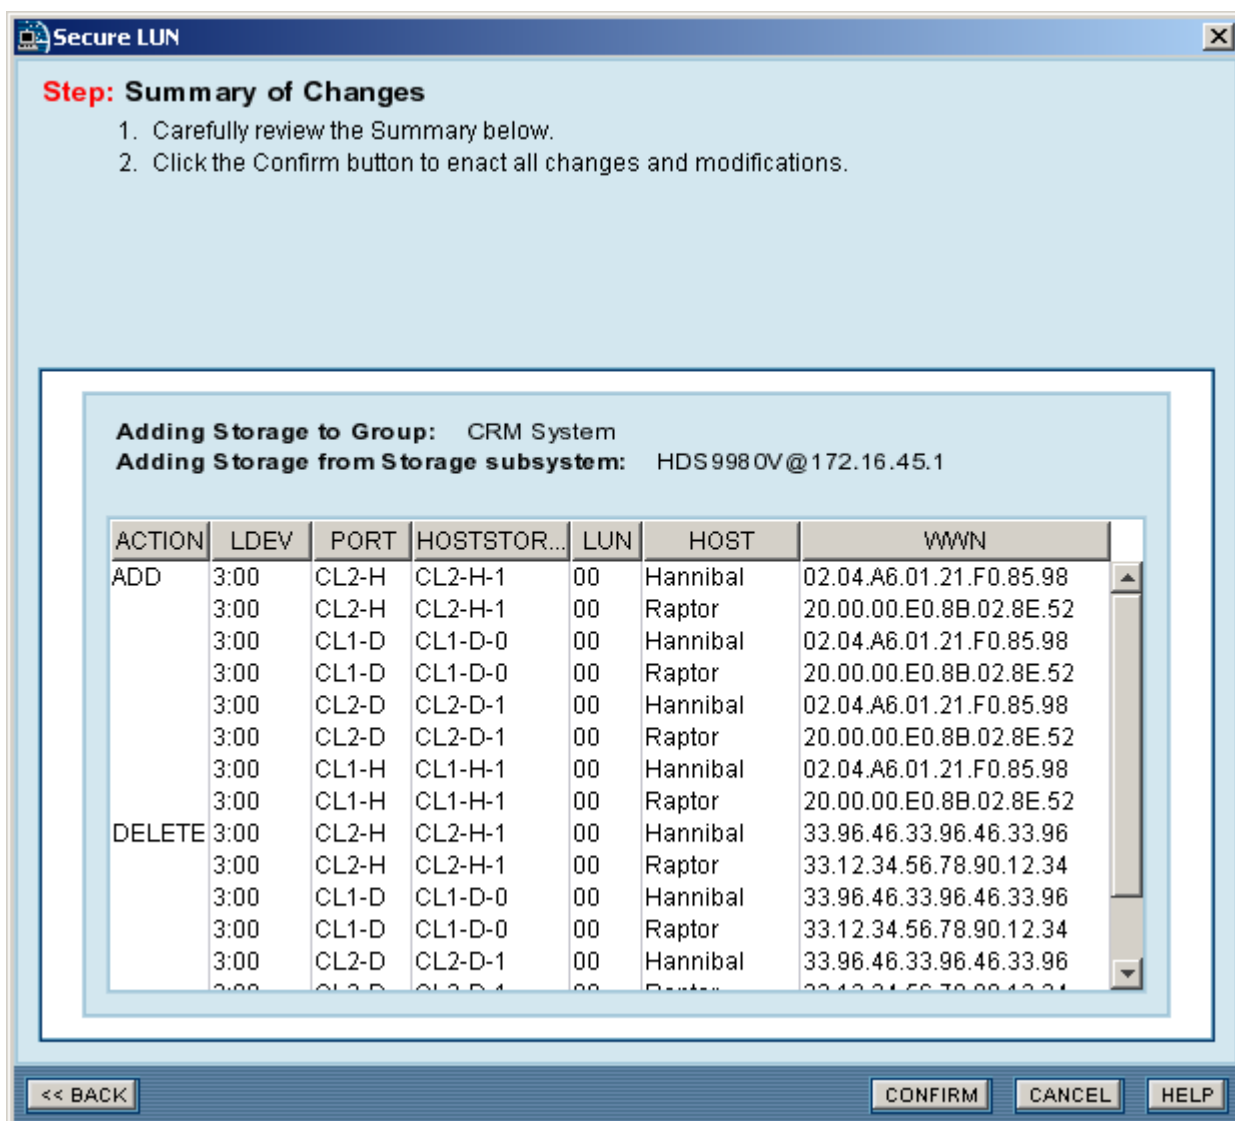 Secure LUN
Step: Summary of Changes
1. Carefully review the Summary below.
2. Click the Confirm button to enact all changes and modifications.
Adding Storage to Group: CRM System
Adding Storage from Storage subsystem: HDS9980V@172.16.45.1
ACTION LDEV PORT HOSTSTOR... LUN HOST WWN
ADD 3:00 CL2-H CL2-H-1 00 Hannibal 02.04.A6.01.21.F0.85.98
3:00 CL2-H CL2-H-1 00 Raptor 20.00.00.E0.8B.02.8E.52
3:00 CL1-D CL1-D-0 00 Hannibal 02.04.A6.01.21.F0.85.98
3:00 CL1-D CL1-D-0 00 Raptor 20.00.00.E0.8B.02.8E.52
3:00 CL2-D CL2-D-1 00 Hannibal 02.04.A6.01.21.F0.85.98
3:00 CL2-D CL2-D-1 00 Raptor 20.00.00.E0.8B.02.8E.52
3:00 CL1-H CL1-H-1 00 Hannibal 02.04.A6.01.21.F0.85.98
3:00 CL1-H CL1-H-1 00 Raptor 20.00.00.E0.8B.02.8E.52
DELETE 3:00 CL2-H CL2-H-1 00 Hannibal 33.96.46.33.96.46.33.96
3:00 CL2-H CL2-H-1 00 Raptor 33.12.34.56.78.90.12.34
3:00 CL1-D CL1-D-0 00 Hannibal 33.96.46.33.96.46.33.96
3:00 CL1-D CL1-D-0 00 Raptor 33.12.34.56.78.90.12.34
3:00 CL2-D CL2-D-1 00 Hannibal 33.96.46.33.96.46.33.96
<< BACK CONFIRM CANCEL HELP